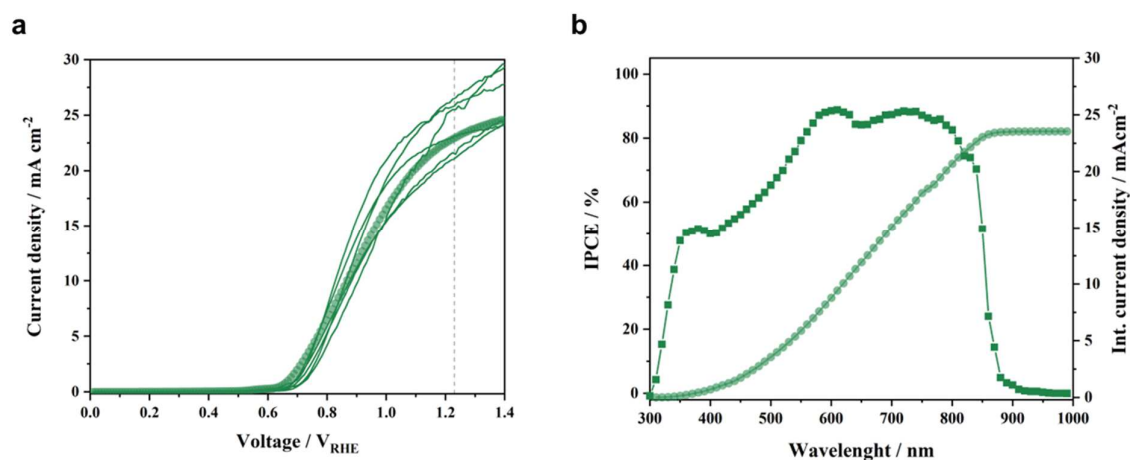 a
30
25
20
15
10
5
0
Current density / mA cm-2
0.0 0.2 0.4 0.6 0.8 1.0 1.2 1.4
Voltage / VRHE
b
100
80
60
40
20
0
IPCE / %
30
25
20
15
10
5
0
Int. current density / mAcm-2
300 400 500 600 700 800 900 1000
Wavelenght / nm